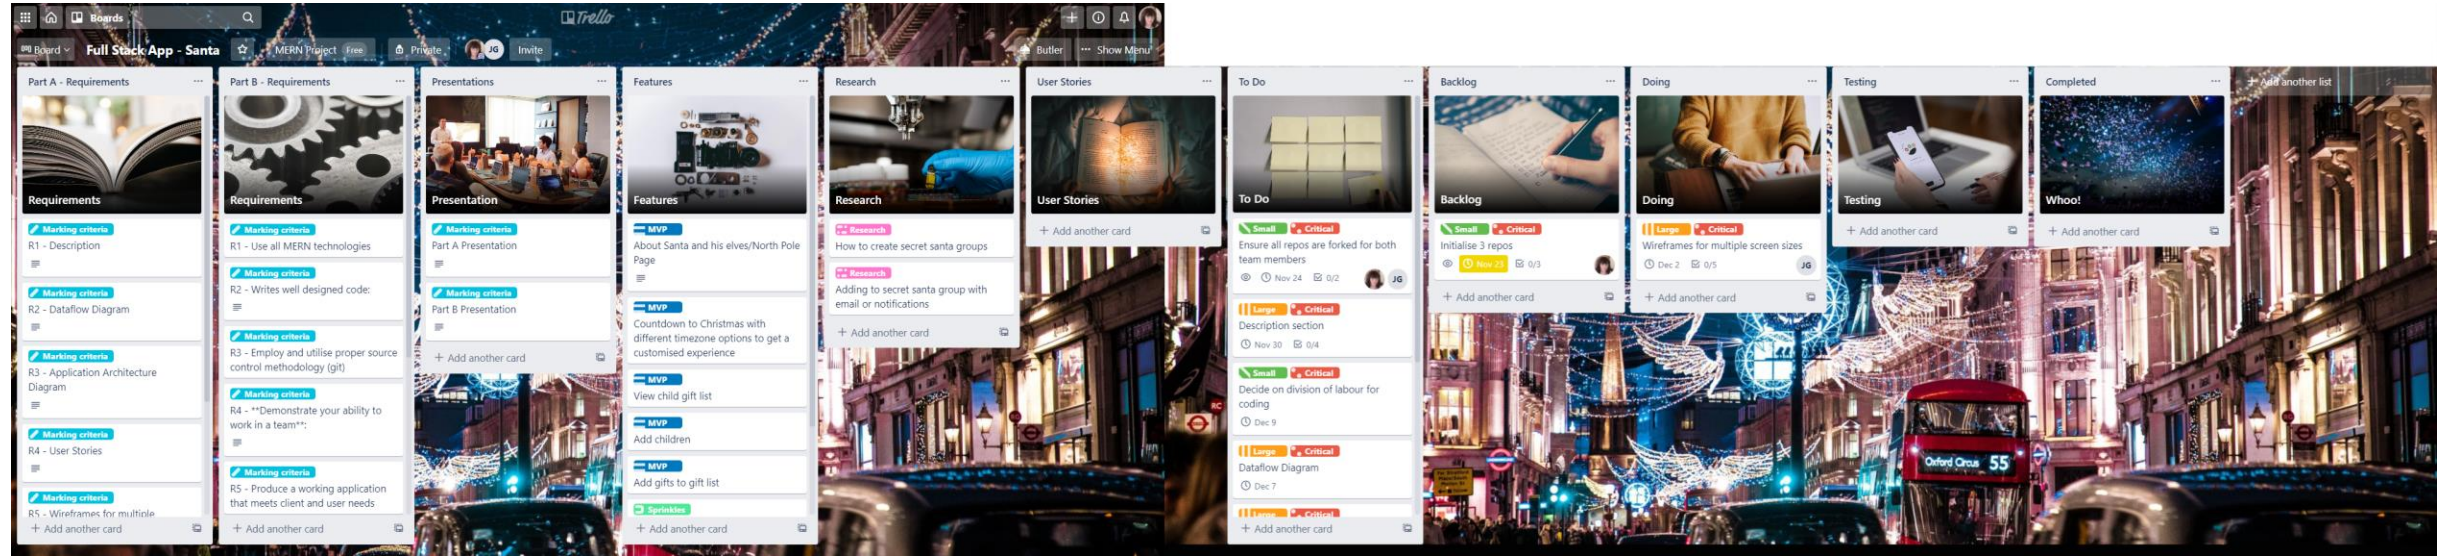 Boards
Trello
Board
Full Stack App - Santa
MERN Project Free
Private
JG
Invite
Butler
Show Menu
Part A - Requirements
Requirements
Marking criteria
R1 - Description
Marking criteria
R2 - Dataflow Diagram
Marking criteria
R3 - Application Architecture
Diagram
Marking criteria
R4 - User Stories
Marking criteria
R5 - Wireframes for multiple
+ Add another card
Part B - Requirements
Requirements
Marking criteria
R1 - Use all MERN technologies
Marking criteria
R2 - Writes well designed code:
Marking criteria
R3 - Employ and utilise proper source
control methodology (git)
Marking criteria
R4 - **Demonstrate your ability to
work in a team**:
Marking criteria
R5 - Produce a working application
that meets client and user needs
+ Add another card
Presentations
Presentation
Marking criteria
Part A Presentation
Marking criteria
Part B Presentation
+ Add another card
Features
Features
MVP
About Santa and his elves/North Pole
Page
MVP
Countdown to Christmas with
different timezone options to get a
customised experience
MVP
View child gift list
MVP
Add children
MVP
Add gifts to gift list
Sprinkles
+ Add another card
Research
Research
Research
How to create secret santa groups
Research
Adding to secret santa group with
email or notifications
+ Add another card
User Stories
User Stories
+ Add another card
To Do
To Do
Small Critical
Ensure all repos are forked for both
team members
Nov 24 0/2 JG
Large Critical
Description section
Nov 30 0/4
Small Critical
Decide on division of labour for
coding
Dec 9
Large Critical
Dataflow Diagram
Dec 7
Large Critical
+ Add another card
Backlog
Backlog
Small Critical
Initialise 3 repos
Nov 23 0/3
+ Add another card
Doing
Doing
Large Critical
Wireframes for multiple screen sizes
Dec 2 0/5 JG
+ Add another card
Testing
Testing
+ Add another card
Completed
Whoo!
+ Add another card
+ Add another list
Oxford Circus 55